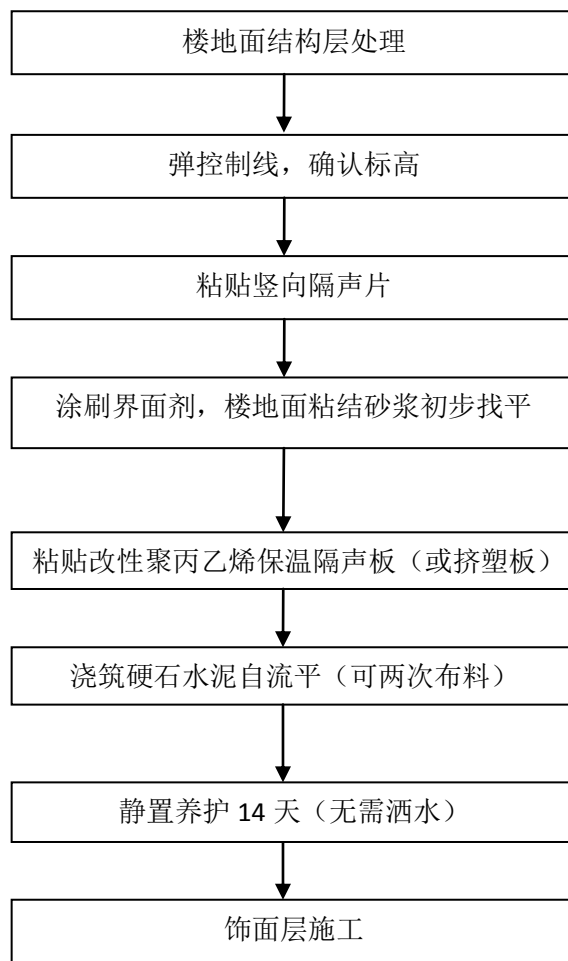 楼地面结构层处理
弹控制线，确认标高
粘贴竖向隔声片
涂刷界面剂，楼地面粘结砂浆初步找平
粘贴改性聚丙乙烯保温隔声板（或挤塑板）
浇筑硬石水泥自流平（可两次布料）
静置养护 14 天（无需洒水）
饰面层施工